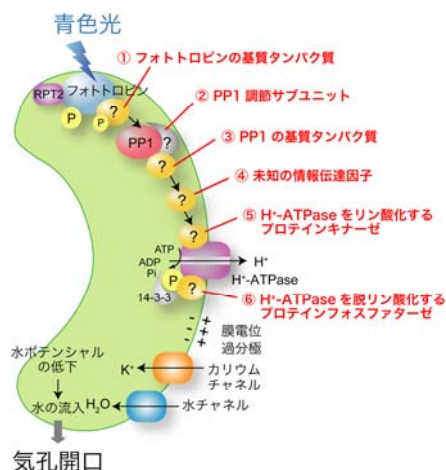 青色光
① フォトトロピンの基質タンパク質
RPT2
フォトトロピン
?
P
P
② PP1 調節サブユニット
PP1
?
③ PP1 の基質タンパク質
?
④ 未知の情報伝達因子
?
⑤ H⁺-ATPase をリン酸化する
プロテインキナーゼ
?
ATP
ADP
Pi
H⁺
H⁺-ATPase
P
?
14-3-3
⑥ H⁺-ATPase を脱リン酸化する
プロテインフォスファターゼ
- - - -
+ + + +
膜電位
過分極
水ポテンシャル
の低下
K⁺
カリウム
チャネル
水の流入
H₂O
水チャネル
気孔開口